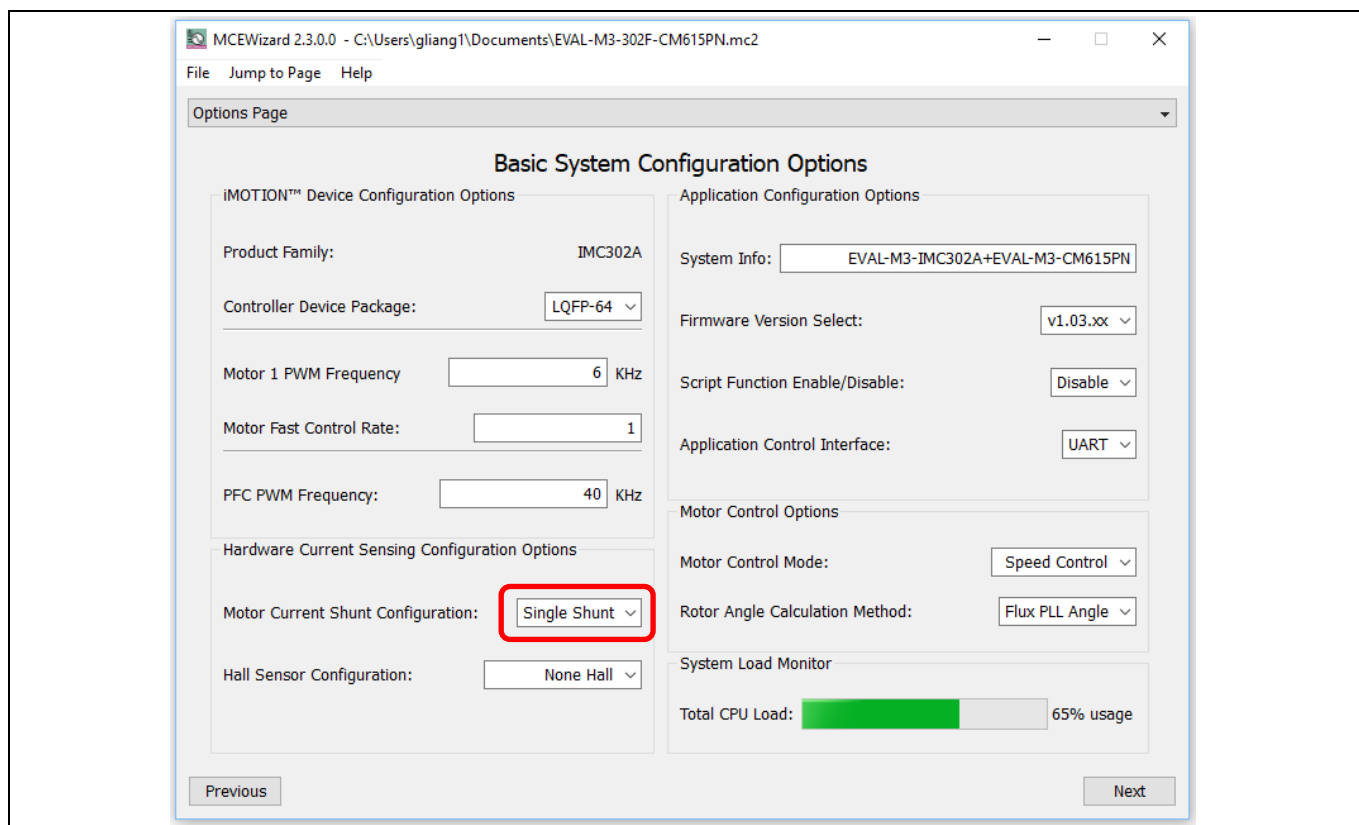 MCEWizard 2.3.0.0 - C:\Users\gliang1\Documents\EVAL-M3-302F-CM615PN.mc2
File Jump to Page Help
Options Page
Basic System Configuration Options
iMOTION™ Device Configuration Options
Product Family: IMC302A
Controller Device Package: LQFP-64
Motor 1 PWM Frequency 6 KHz
Motor Fast Control Rate: 1
PFC PWM Frequency: 40 KHz
Hardware Current Sensing Configuration Options
Motor Current Shunt Configuration: Single Shunt
Hall Sensor Configuration: None Hall
Application Configuration Options
System Info: EVAL-M3-IMC302A+EVAL-M3-CM615PN
Firmware Version Select: v1.03.xx
Script Function Enable/Disable: Disable
Application Control Interface: UART
Motor Control Options
Motor Control Mode: Speed Control
Rotor Angle Calculation Method: Flux PLL Angle
System Load Monitor
Total CPU Load: 65% usage
Previous
Next